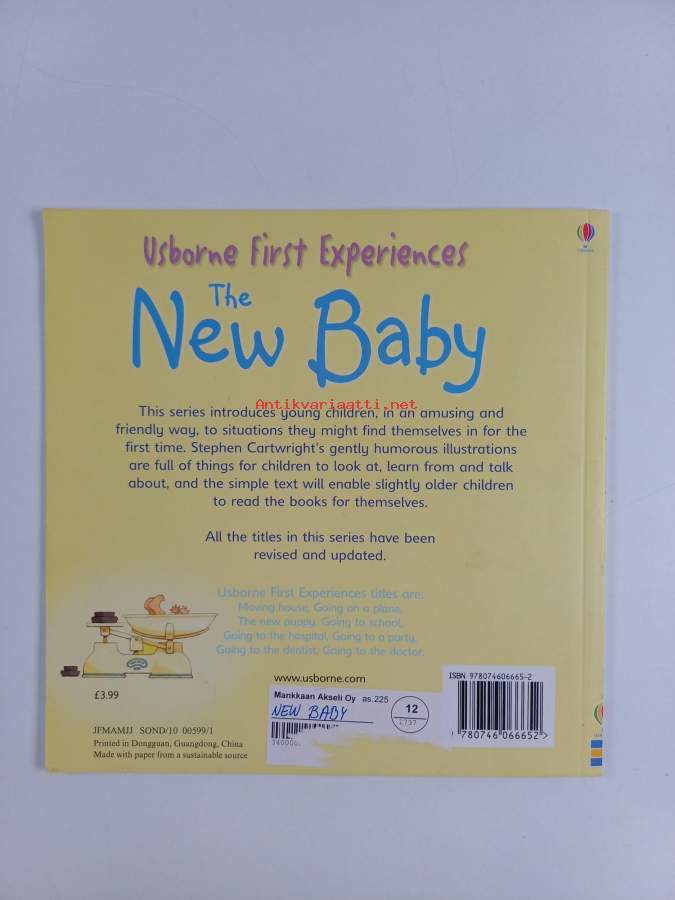 Usborne First Experiences
The
New Baby
Antikvariaatti.net
This series introduces young children, in an amusing and
friendly way, to situations they might find themselves in for the
first time. Stephen Cartwright's gently humorous illustrations
are full of things for children to look at, learn from and talk
about, and the simple text will enable slightly older children
to read the books for themselves.
All the titles in this series have been
revised and updated.
Usborne First Experiences titles are:
Moving house, Going on a plane,
The new puppy, Going to school,
Going to the hospital, Going to a party,
Going to the dentist, Going to the doctor.
www.usborne.com
£3.99
ISBN 978074606665-2
Mankkaan Akseli Oy as.225
NEW BABY
12
1737
9 780746 066652>
JFMAMJJ SOND/10 00599/1
Printed in Dongguan, Guangdong, China
Made with paper from a sustainable source